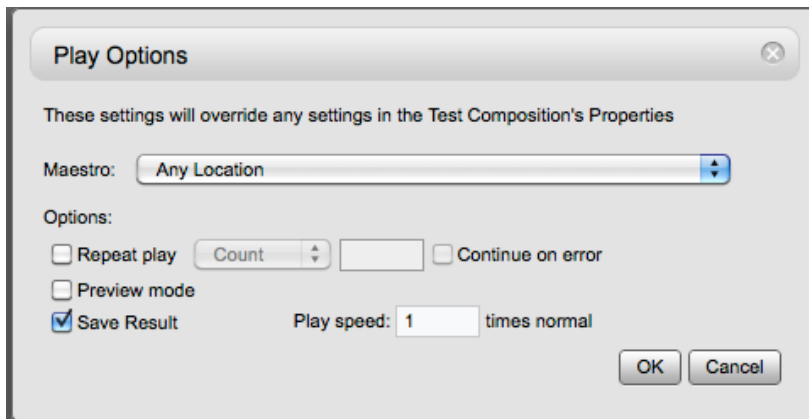 Play Options
These settings will override any settings in the Test Composition's Properties
Maestro: Any Location
Options:
Repeat play Count Continue on error
Preview mode
Save Result Play speed: 1 times normal
OK Cancel